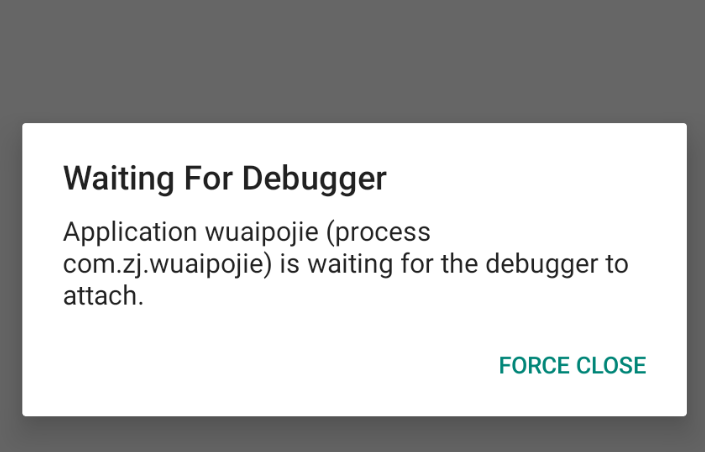 Waiting For Debugger
Application wuaipojie (process
com.zj.wuaipojie) is waiting for the debugger to
attach.
FORCE CLOSE